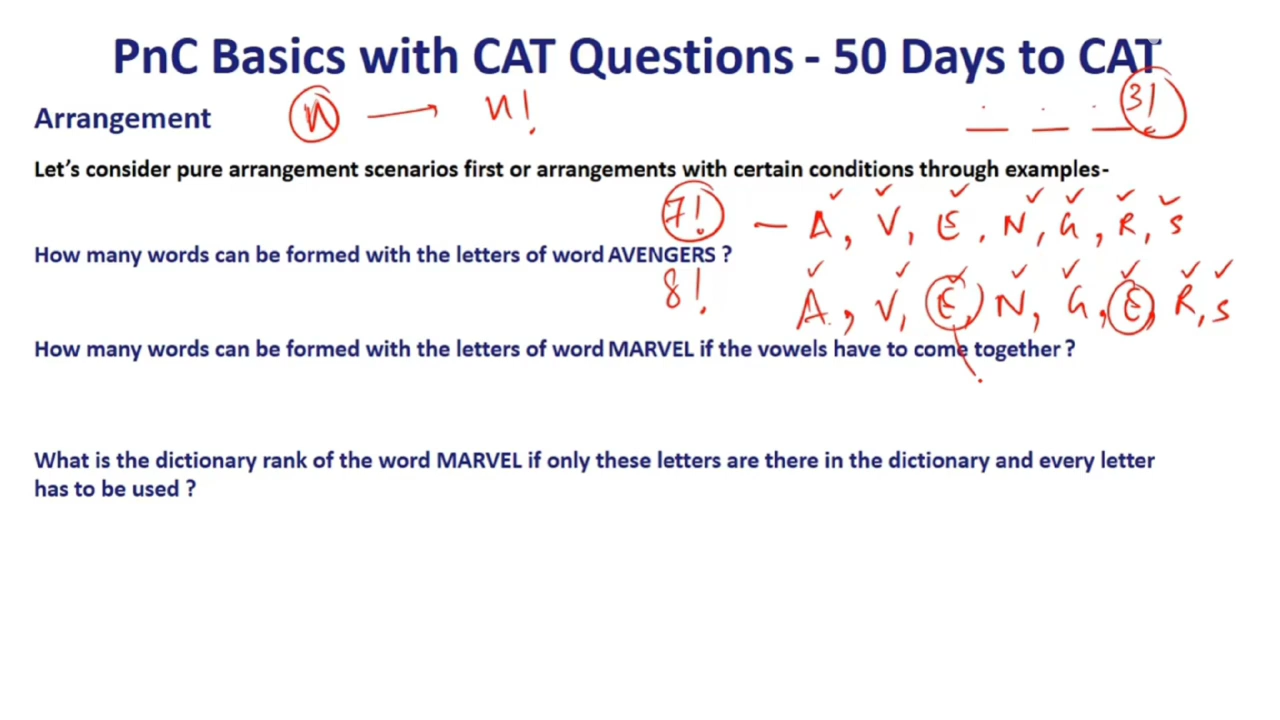 PnC Basics with CAT Questions - 50 Days to CAT
Arrangement
n → n!
3!
Let's consider pure arrangement scenarios first or arrangements with certain conditions through examples-
7! - A, V, E, N, G, R, S
How many words can be formed with the letters of word AVENGERS ?
8! A, V, E, N, G, E, R, S
How many words can be formed with the letters of word MARVEL if the vowels have to come together ?
What is the dictionary rank of the word MARVEL if only these letters are there in the dictionary and every letter
has to be used ?